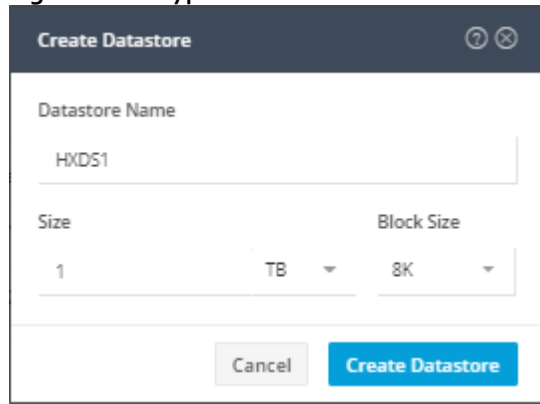 Create Datastore
Datastore Name
HXDS1
Size Block Size
1 TB 8K
Cancel Create Datastore